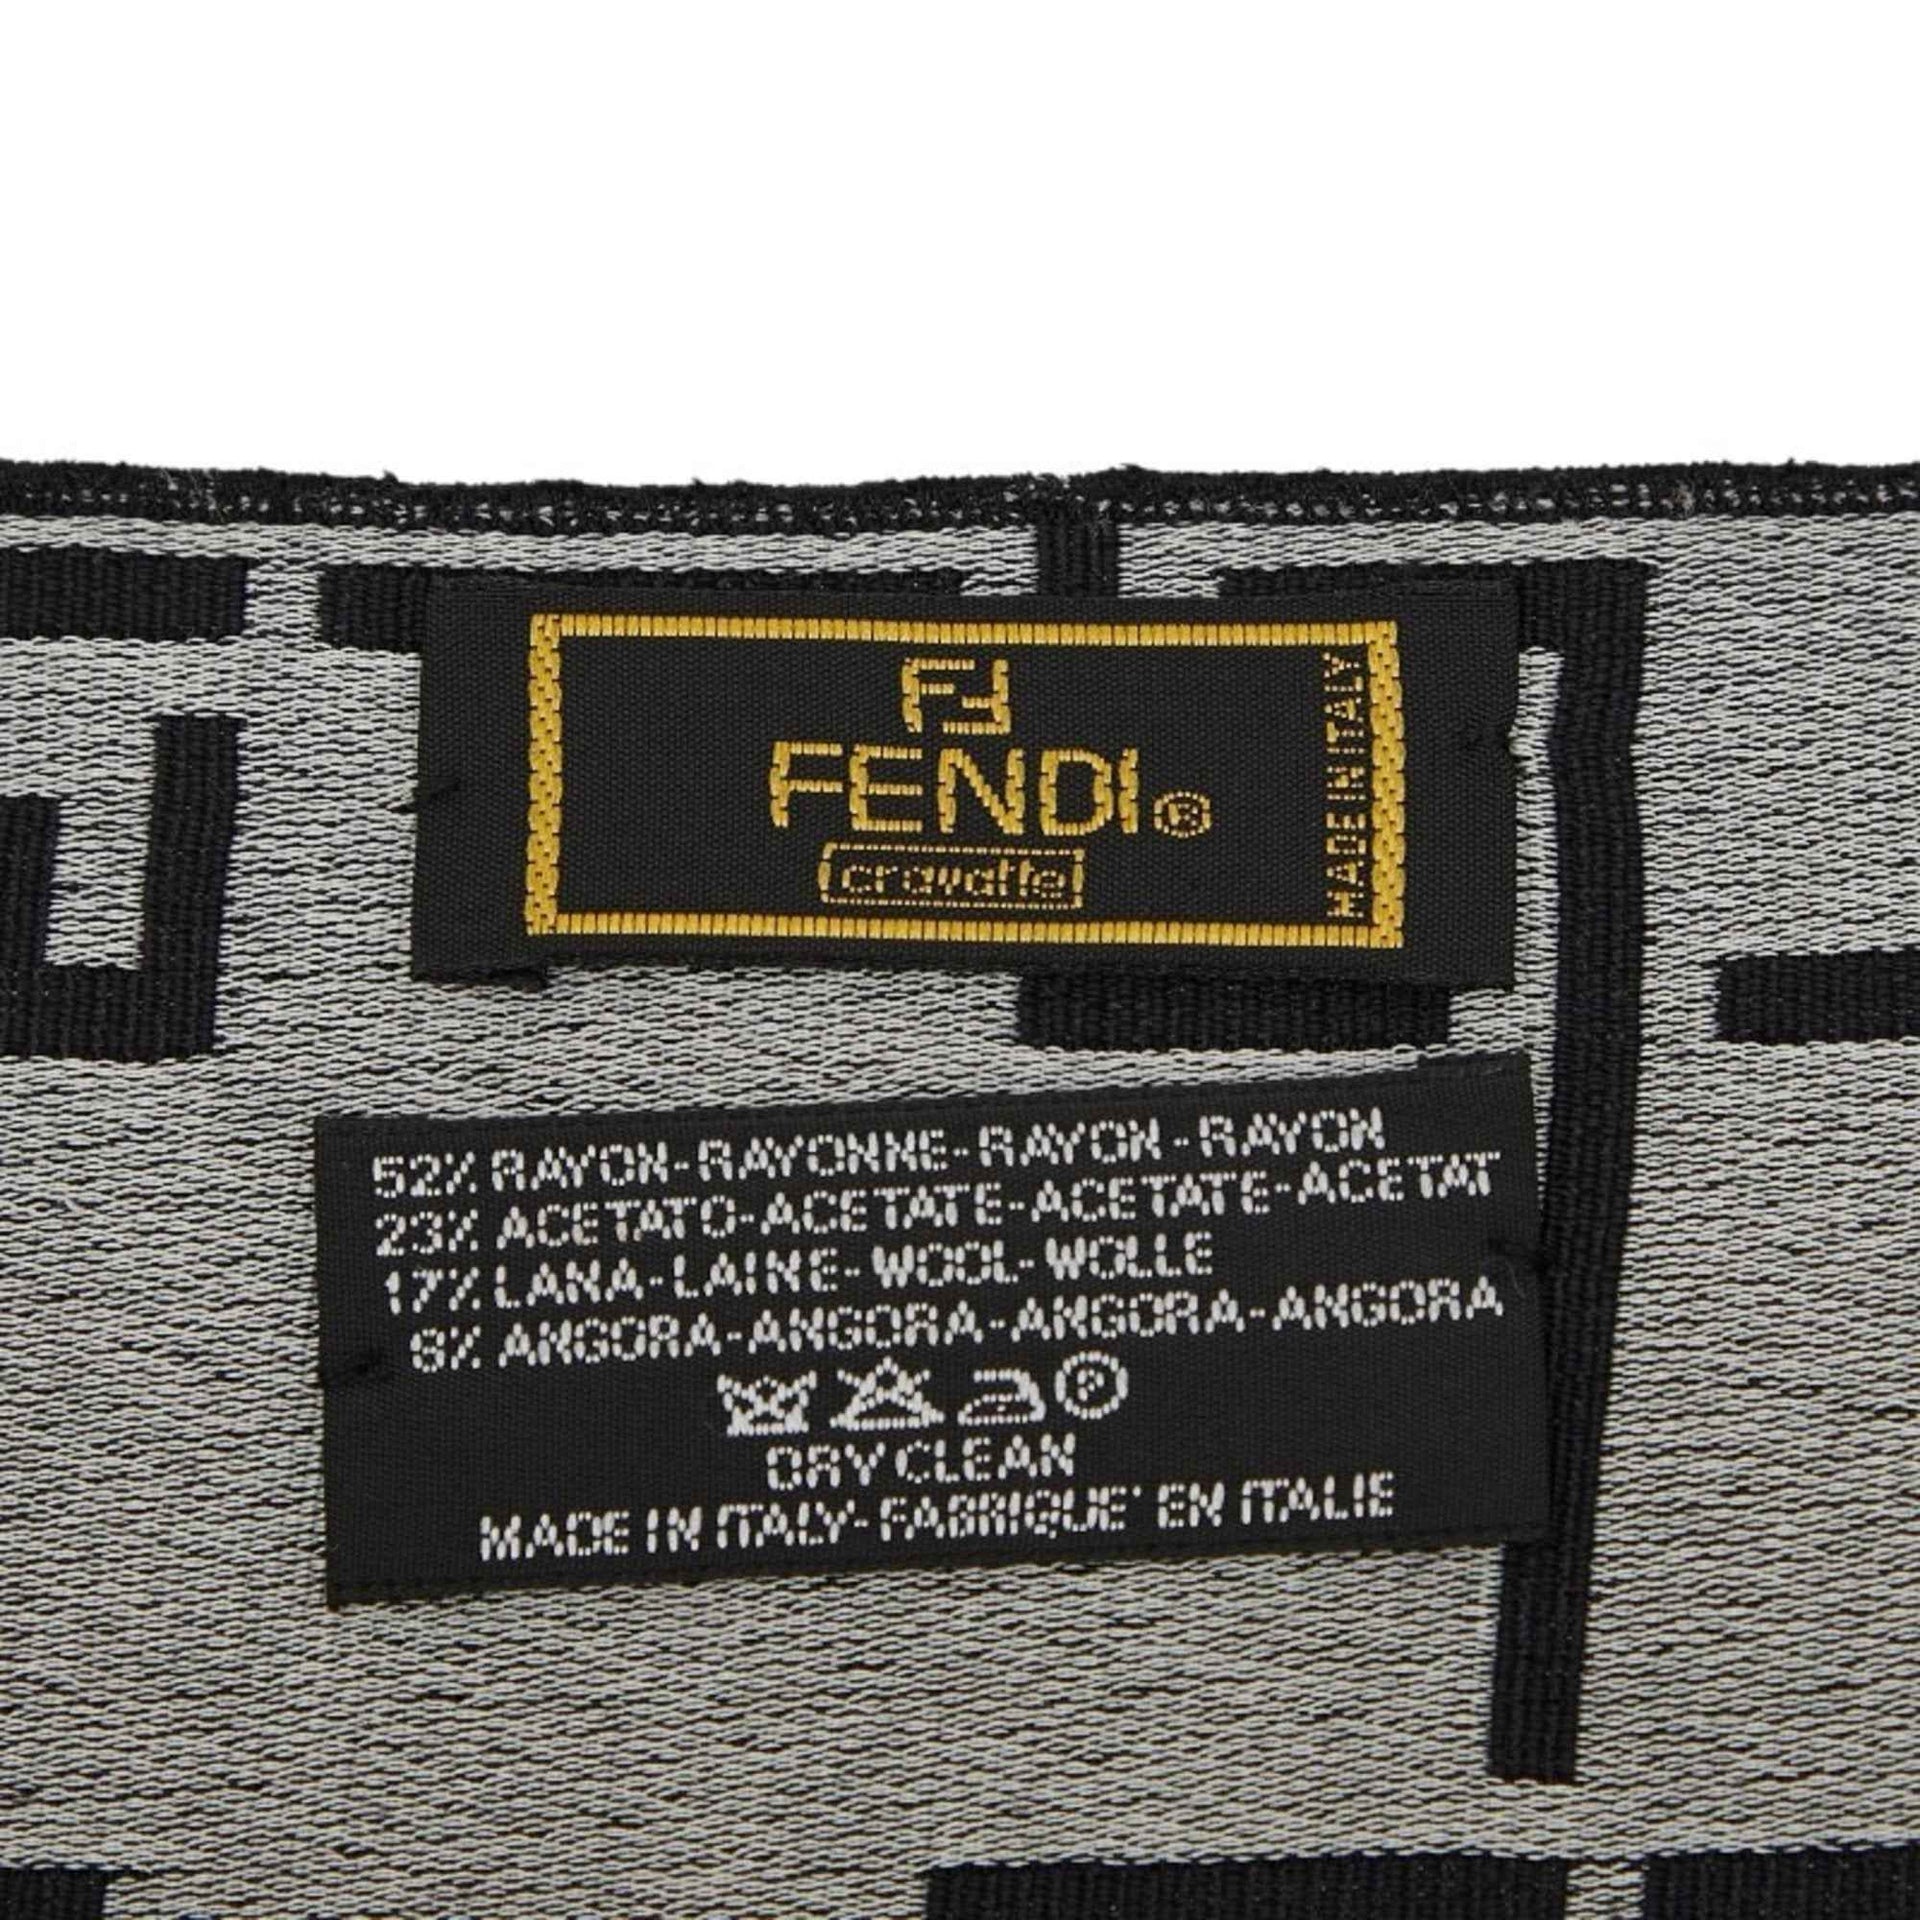 FF
FENDI®
cravatte
MADE IN ITALY
52% RAYON-RAYONNE-RAYON-RAYON
23% ACETATO-ACETATE-ACETATE-ACETAT
17% LANA-LAINE-WOOL-WOLLE
8% ANGORA-ANGORA-ANGORA-ANGORA
P
DRY CLEAN
MADE IN ITALY-FABRIQUE' EN ITALIE